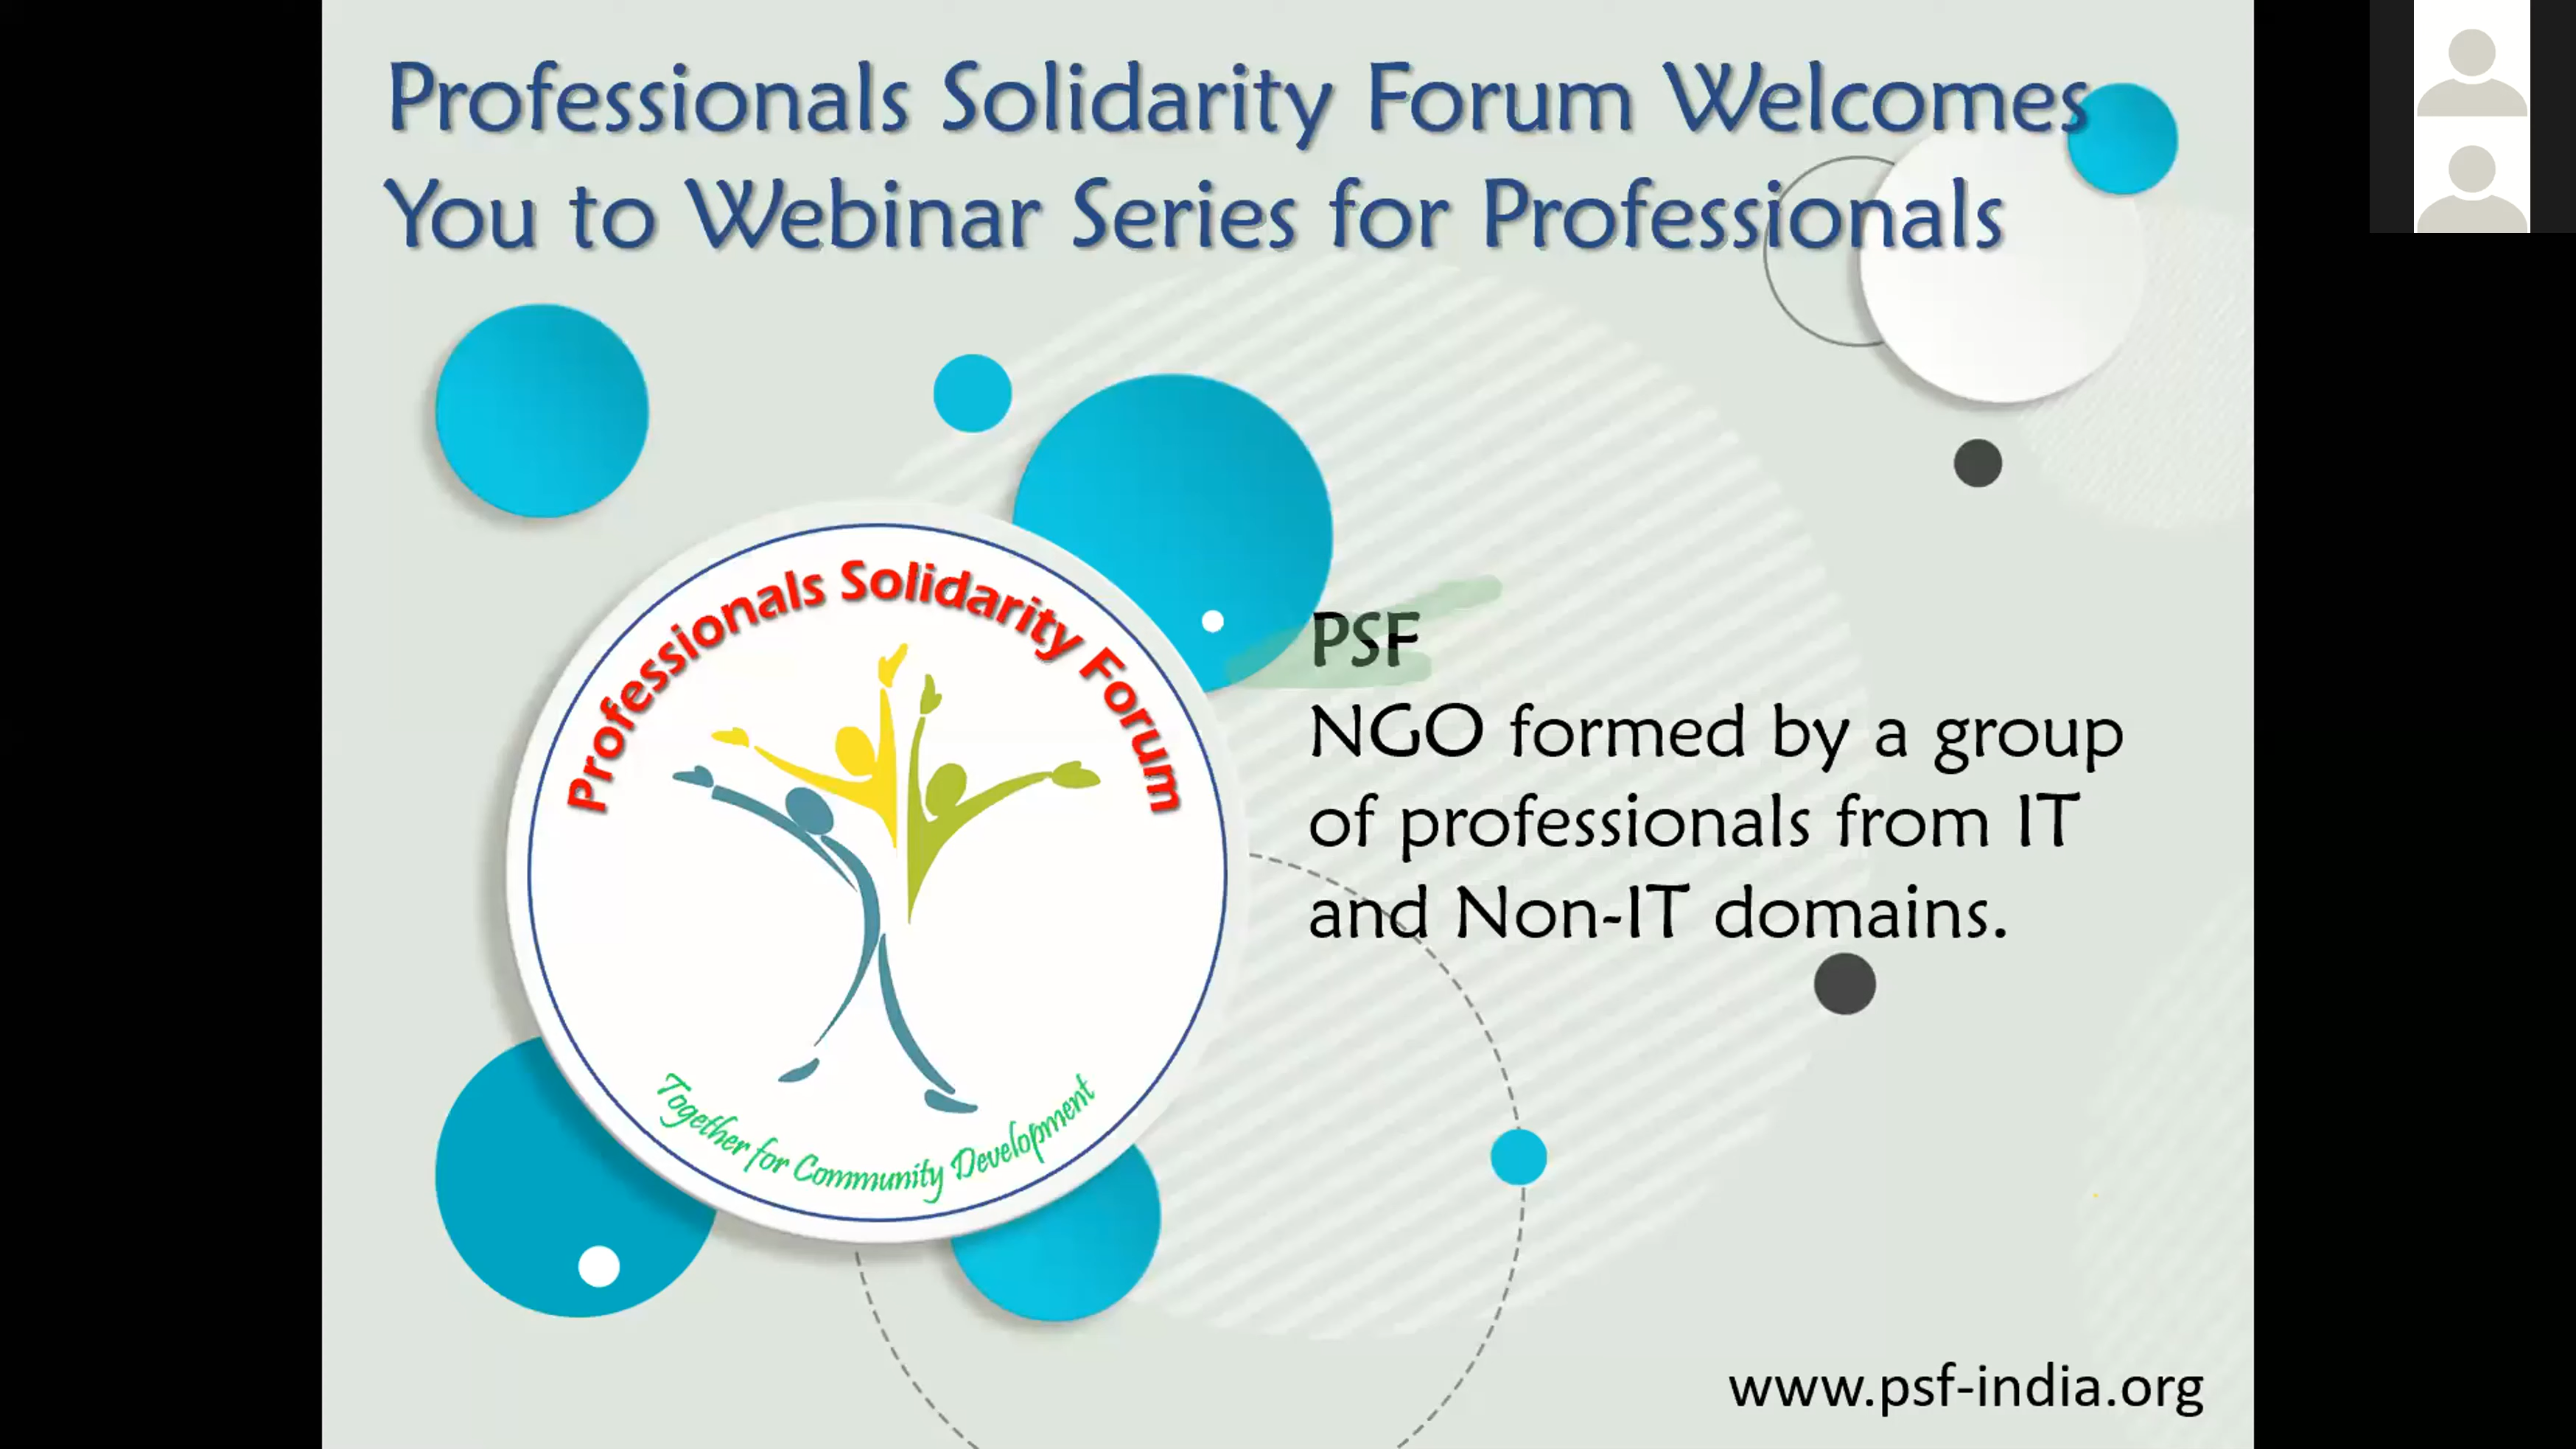 Professionals Solidarity Forum Welcomes
You to Webinar Series for Professionals
Professionals Solidarity Forum
Together for Community Development
PSF
NGO formed by a group
of professionals from IT
and Non-IT domains.
www.psf-india.org